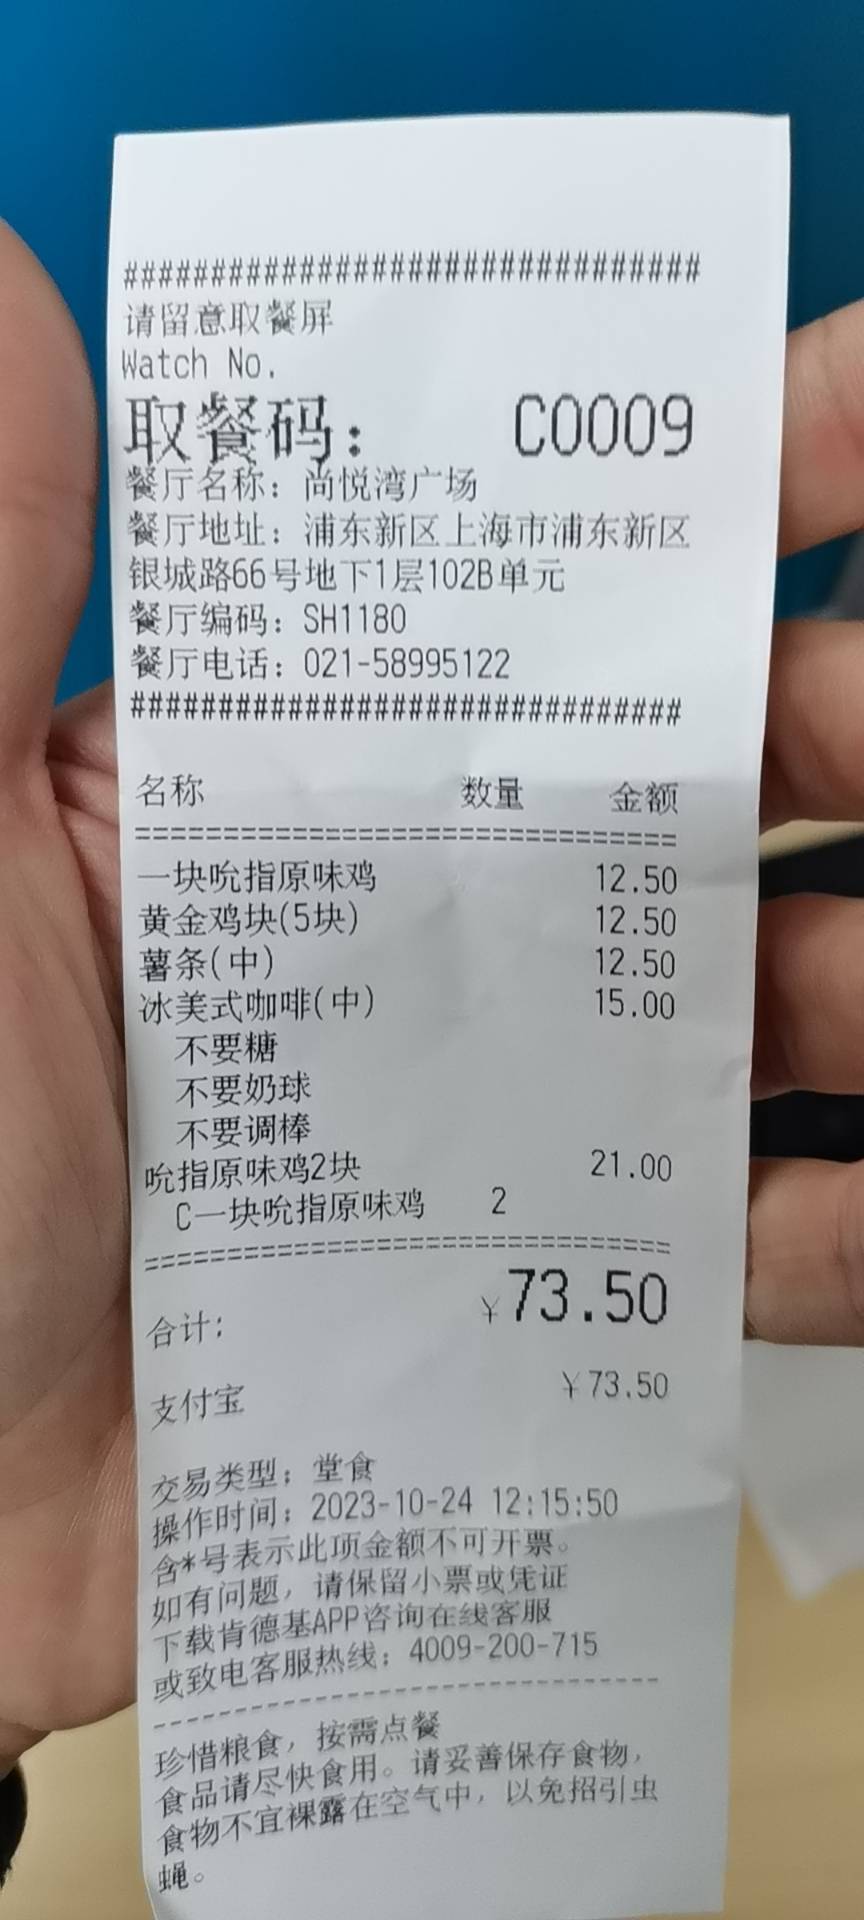 ################################
请留意取餐屏
Watch No.
取餐码： C0009
餐厅名称：尚悦湾广场
餐厅地址：浦东新区上海市浦东新区
银城路66号地下1层102B单元
餐厅编码：SH1180
餐厅电话：021-58995122
################################
名称 数量 金额
================================
一块吮指原味鸡 12.50
黄金鸡块(5块) 12.50
薯条(中) 12.50
冰美式咖啡(中) 15.00
不要糖
不要奶球
不要调棒
吮指原味鸡2块 21.00
C一块吮指原味鸡 2
================================
合计： ￥73.50
支付宝 ￥73.50
交易类型：堂食
操作时间：2023-10-24 12:15:50
含*号表示此项金额不可开票。
如有问题，请保留小票或凭证
下载肯德基APP咨询在线客服
或致电客服热线：4009-200-715
--------------------------------
珍惜粮食，按需点餐
食品请尽快食用。请妥善保存食物，
食物不宜裸露在空气中，以免招引虫
蝇。